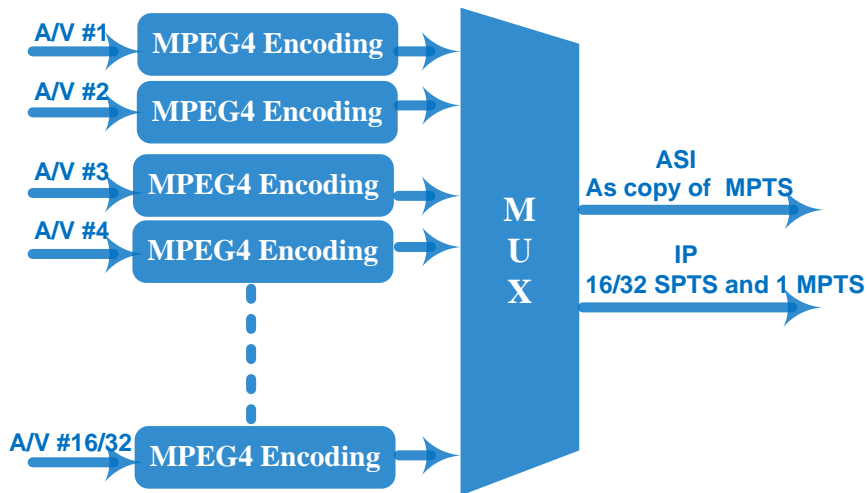 A/V #1
MPEG4 Encoding
A/V #2
MPEG4 Encoding
A/V #3
MPEG4 Encoding
A/V #4
MPEG4 Encoding
A/V #16/32
MPEG4 Encoding
M
U
X
ASI
As copy of MPTS
IP
16/32 SPTS and 1 MPTS